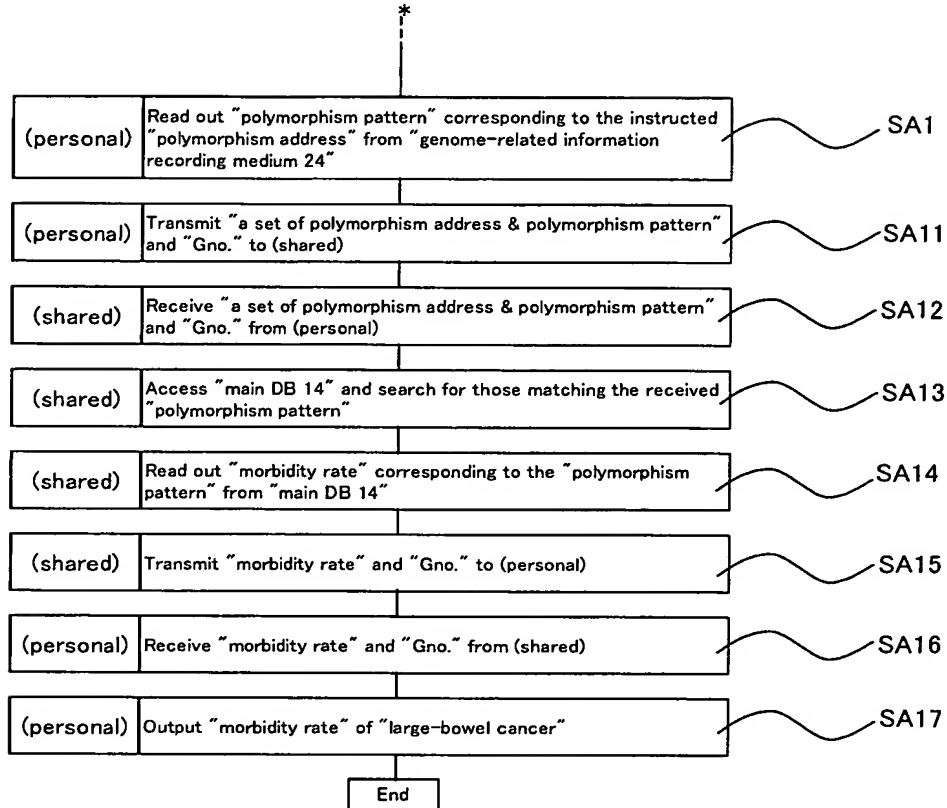 *
(personal) Read out "polymorphism pattern" corresponding to the instructed
"polymorphism address" from "genome-related information
recording medium 24"
SA1
(personal) Transmit "a set of polymorphism address & polymorphism pattern"
and "Gno." to (shared)
SA11
(shared) Receive "a set of polymorphism address & polymorphism pattern"
and "Gno." from (personal)
SA12
(shared) Access "main DB 14" and search for those matching the received
"polymorphism pattern"
SA13
(shared) Read out "morbidity rate" corresponding to the "polymorphism
pattern" from "main DB 14"
SA14
(shared) Transmit "morbidity rate" and "Gno." to (personal)
SA15
(personal) Receive "morbidity rate" and "Gno." from (shared)
SA16
(personal) Output "morbidity rate" of "large-bowel cancer"
SA17
End